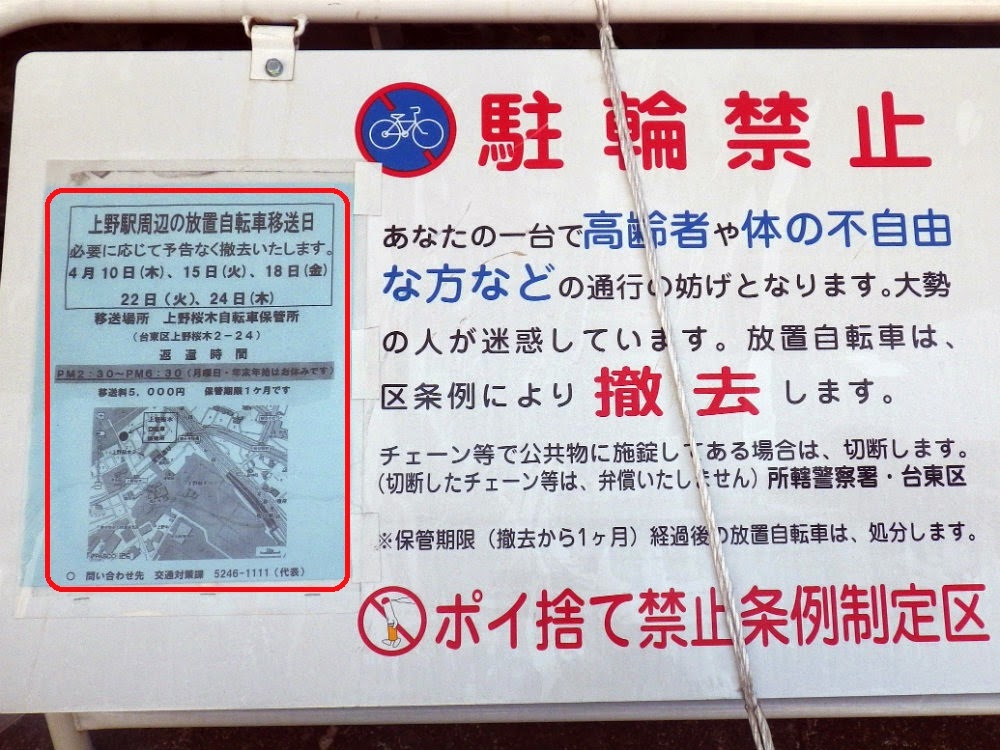 上野駅周辺の放置自転車移送日
必要に応じて予告なく撤去いたします。
4月10日(木)、15日(火)、18日(金)
22日(火)、24日(木)
移送場所 上野桜木自転車保管所
(台東区上野桜木2-24)
返還時間
PM2:30~PM6:30(月曜日・年末年始はお休みです)
移送料5,000円 保管期限1ヶ月です
○ 問い合わせ先 交通対策課 5246-1111(代表)
駐輪禁止
あなたの一台で高齢者や体の不自由
な方などの通行の妨げとなります。大勢
の人が迷惑しています。放置自転車は、
区条例により撤去します。
チェーン等で公共物に施錠してある場合は、切断します。
(切断したチェーン等は、弁償いたしません)所轄警察署・台東区
※保管期限(撤去から1ヶ月)経過後の放置自転車は、処分します。
ポイ捨て禁止条例制定区